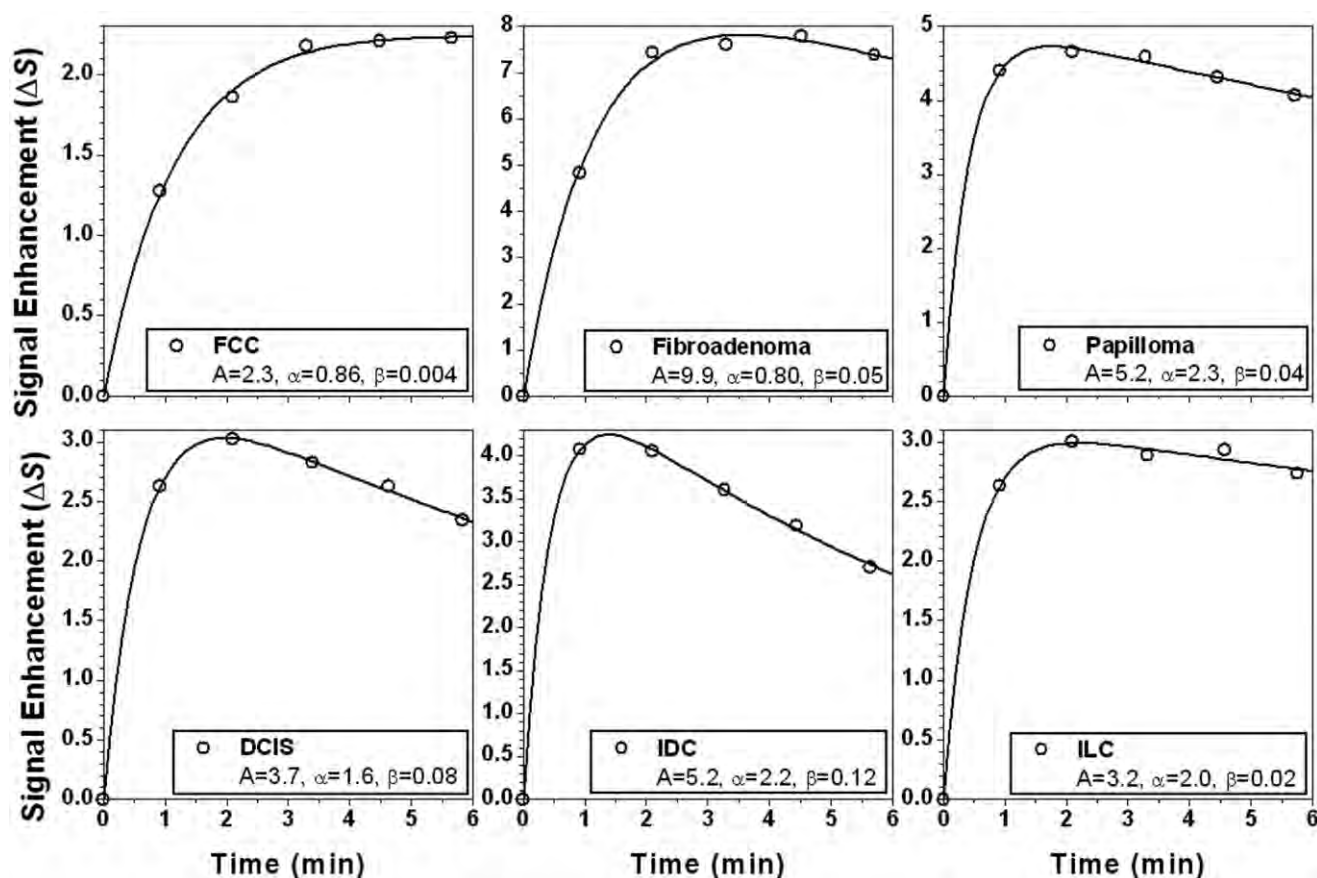 Signal Enhancement (ΔS)
2.0
1.5
1.0
0.5
0.0
FCC
A=2.3, α=0.86, β=0.004
8
7
6
5
4
3
2
1
0
Fibroadenoma
A=9.9, α=0.80, β=0.05
5
4
3
2
1
0
Papilloma
A=5.2, α=2.3, β=0.04
Signal Enhancement (ΔS)
3.0
2.5
2.0
1.5
1.0
0.5
0.0
DCIS
A=3.7, α=1.6, β=0.08
0 1 2 3 4 5 6
Time (min)
4.0
3.5
3.0
2.5
2.0
1.5
1.0
0.5
0.0
IDC
A=5.2, α=2.2, β=0.12
0 1 2 3 4 5 6
Time (min)
3.0
2.5
2.0
1.5
1.0
0.5
0.0
ILC
A=3.2, α=2.0, β=0.02
0 1 2 3 4 5 6
Time (min)